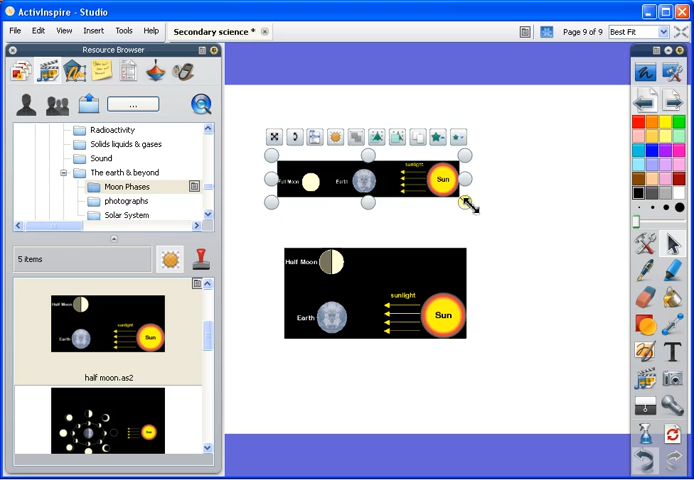 ActivInspire - Studio
File Edit View Insert Tools Help
Secondary science *
Page 9 of 9
Best Fit
Resource Browser
...
Radioactivity
Solids liquids & gases
Sound
The earth & beyond
Moon Phases
photographs
Solar System
5 items
Half Moon
Earth
sunlight
Sun
half moon.as2
Full Moon
Earth
sunlight
Sun
Half Moon
Earth
sunlight
Sun
T